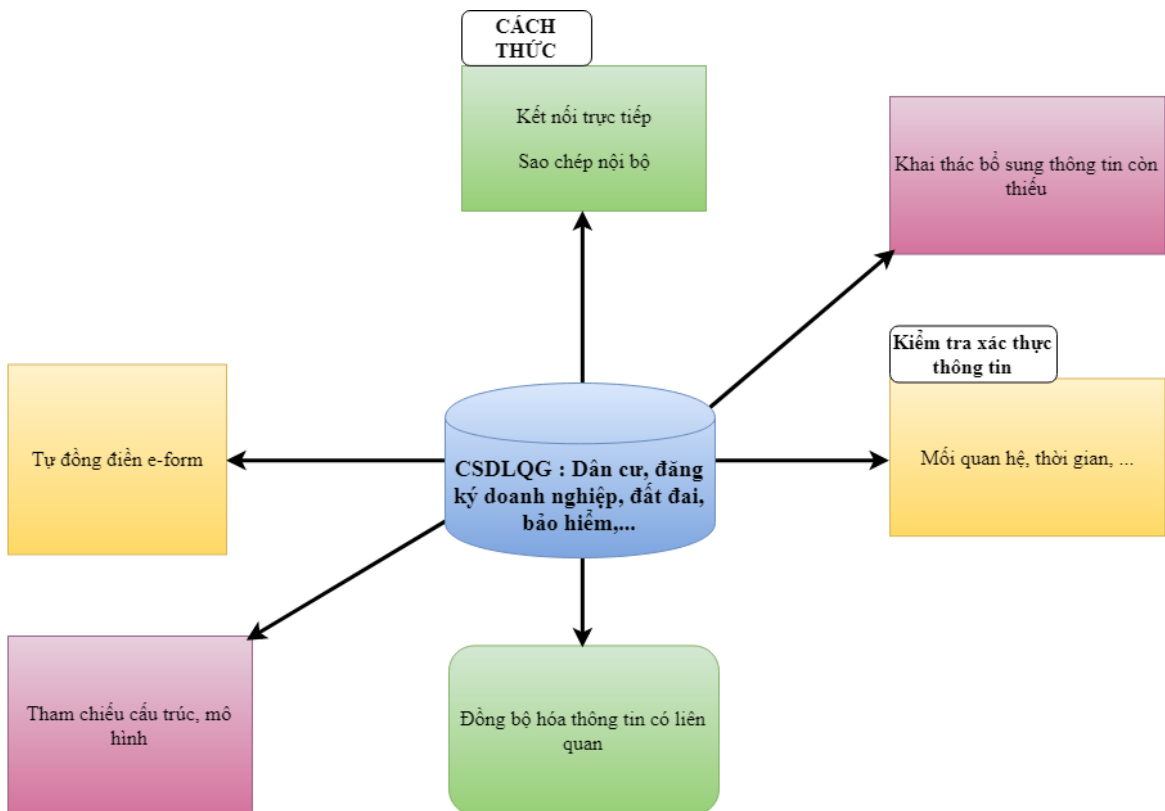 CÁCH
THỨC
Kết nối trực tiếp
Sao chép nội bộ
Khai thác bổ sung thông tin còn
thiếu
Kiểm tra xác thực
thông tin
Mối quan hệ, thời gian, ...
Tự đồng điền e-form
CSDLQG : Dân cư, đăng
ký doanh nghiệp, đất đai,
bảo hiểm,...
Tham chiếu cấu trúc, mô
hình
Đồng bộ hóa thông tin có liên
quan